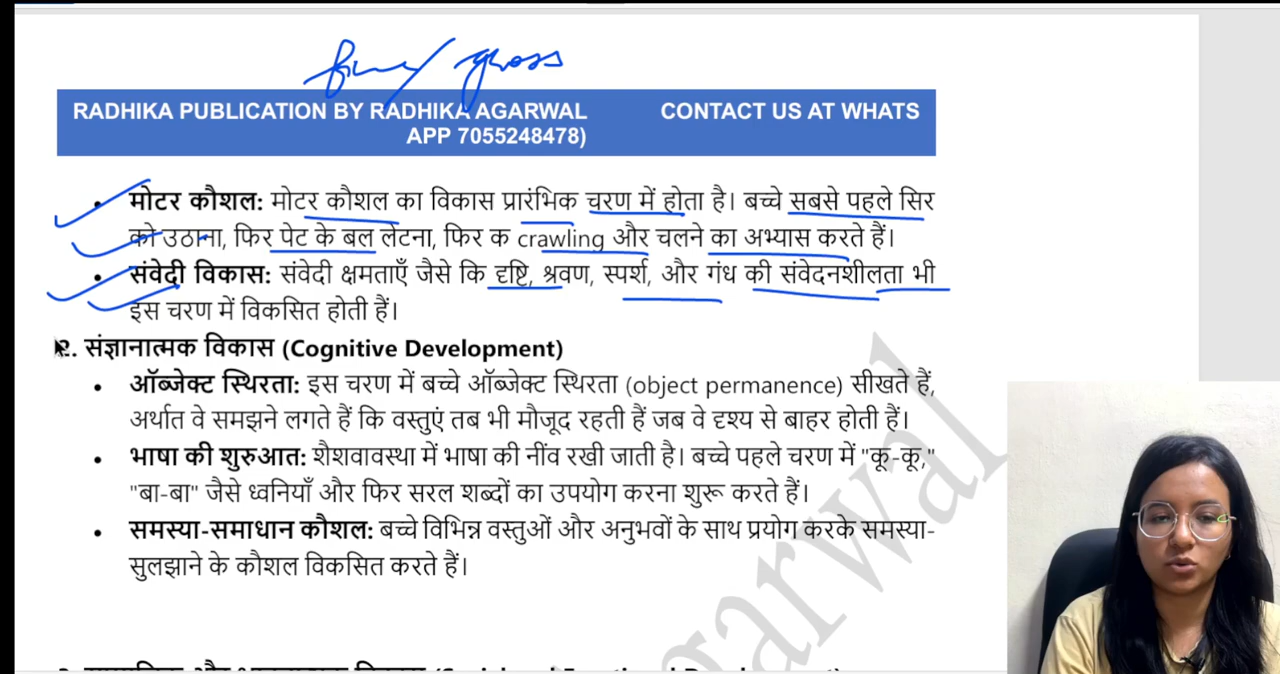 fine/ gross
RADHIKA PUBLICATION BY RADHIKA AGARWAL CONTACT US AT WHATS
APP 7055248478)
• मोटर कौशल: मोटर कौशल का विकास प्रारंभिक चरण में होता है। बच्चे सबसे पहले सिर
को उठाना, फिर पेट के बल लेटना, फिर क crawling और चलने का अभ्यास करते हैं।
• संवेदी विकास: संवेदी क्षमताएँ जैसे कि दृष्टि, श्रवण, स्पर्श, और गंध की संवेदनशीलता भी
इस चरण में विकसित होती हैं।
2. संज्ञानात्मक विकास (Cognitive Development)
• ऑब्जेक्ट स्थिरता: इस चरण में बच्चे ऑब्जेक्ट स्थिरता (object permanence) सीखते हैं,
अर्थात वे समझने लगते हैं कि वस्तुएं तब भी मौजूद रहती हैं जब वे दृश्य से बाहर होती हैं।
• भाषा की शुरुआत: शैशवावस्था में भाषा की नींव रखी जाती है। बच्चे पहले चरण में "कू-कू,"
"बा-बा" जैसे ध्वनियाँ और फिर सरल शब्दों का उपयोग करना शुरू करते हैं।
• समस्या-समाधान कौशल: बच्चे विभिन्न वस्तुओं और अनुभवों के साथ प्रयोग करके समस्या-
सुलझाने के कौशल विकसित करते हैं।